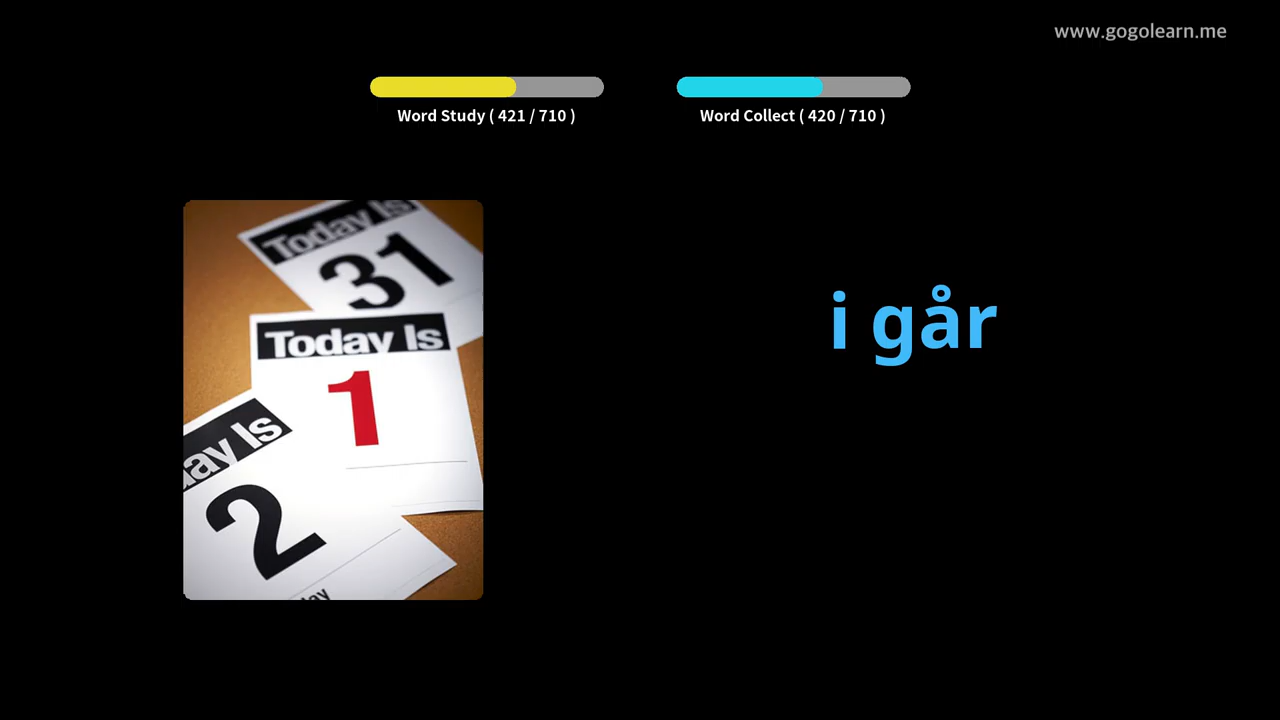 www.gogolearn.me
Word Study ( 421 / 710 )
Word Collect ( 420 / 710 )
Today Is
31
Today Is
1
ay Is
2
i går